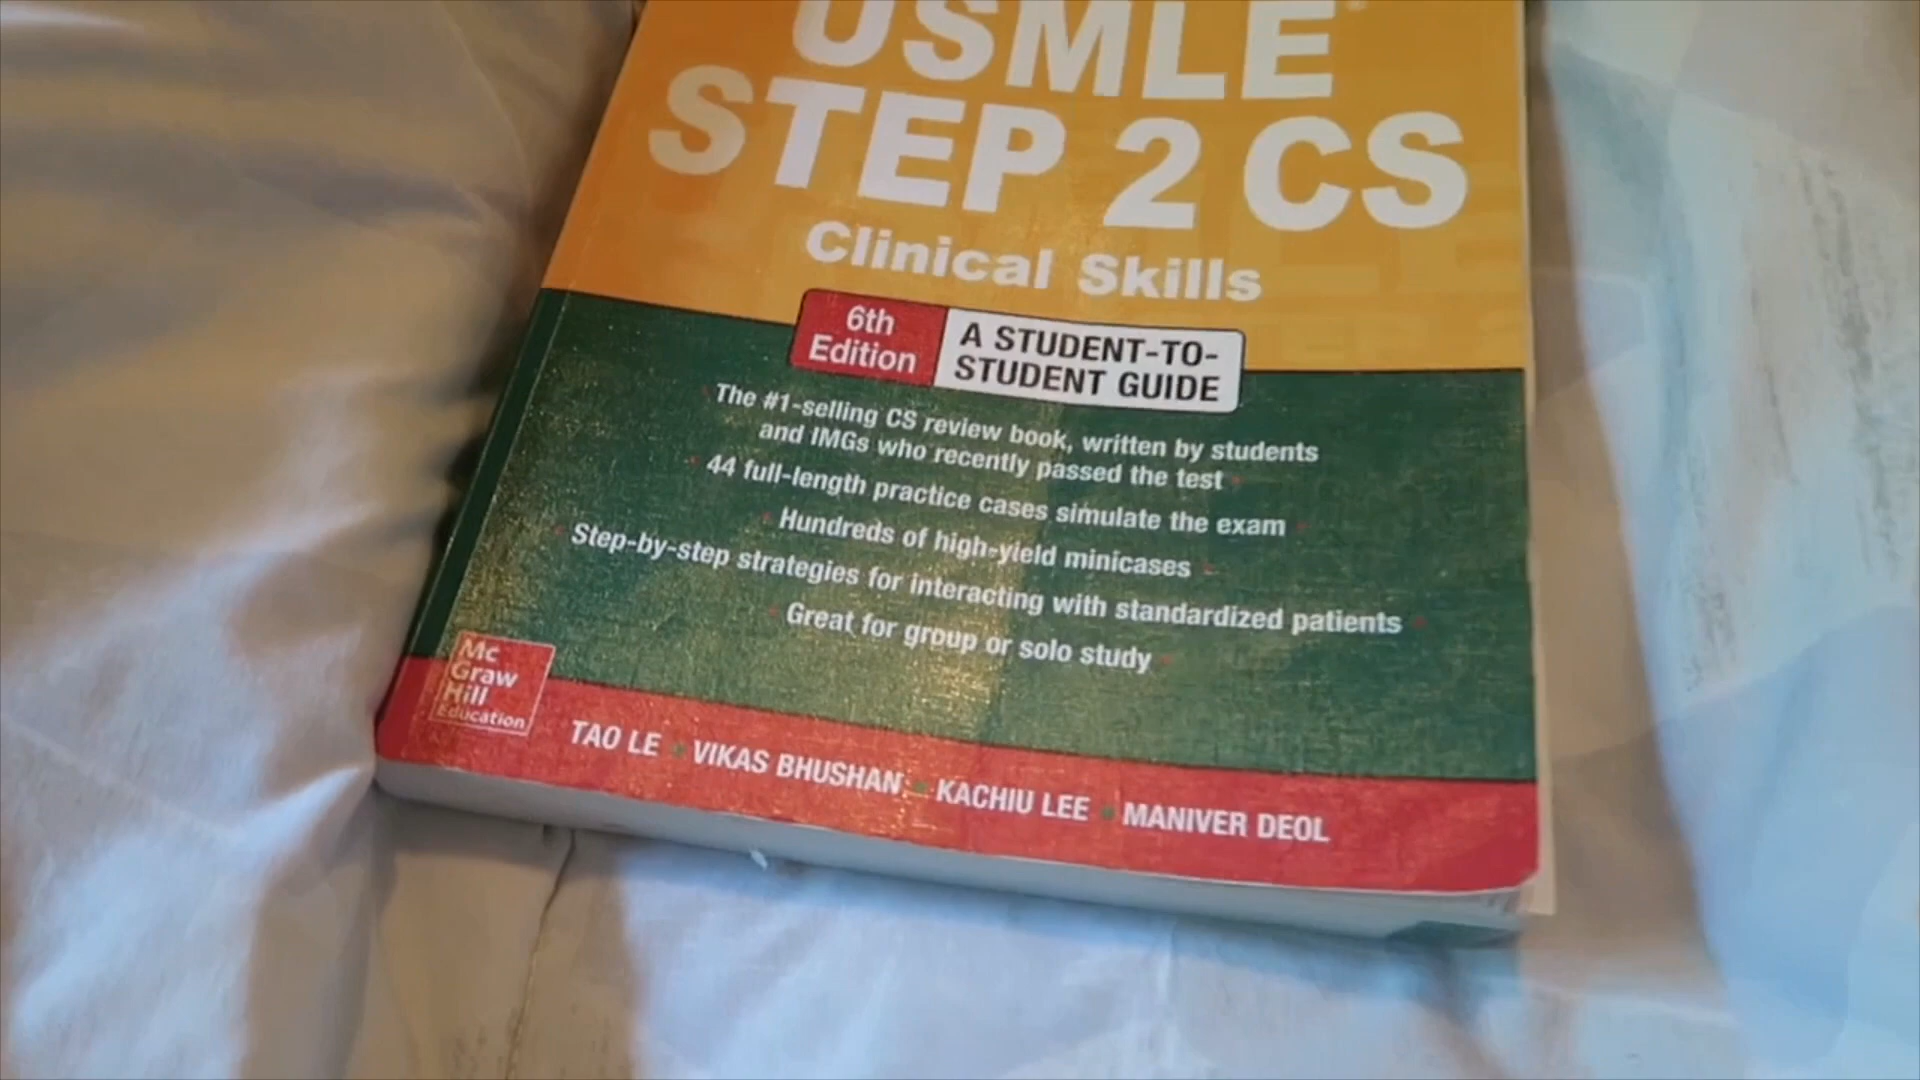 USMLE
STEP 2 CS
Clinical Skills
6th
Edition
A STUDENT-TO-
STUDENT GUIDE
The #1-selling CS review book, written by students
and IMGs who recently passed the test
44 full-length practice cases simulate the exam
Hundreds of high-yield minicases
Step-by-step strategies for interacting with standardized patients
Great for group or solo study
Mc
Graw
Hill
Education
TAO LE • VIKAS BHUSHAN • KACHIU LEE • MANIVER DEOL